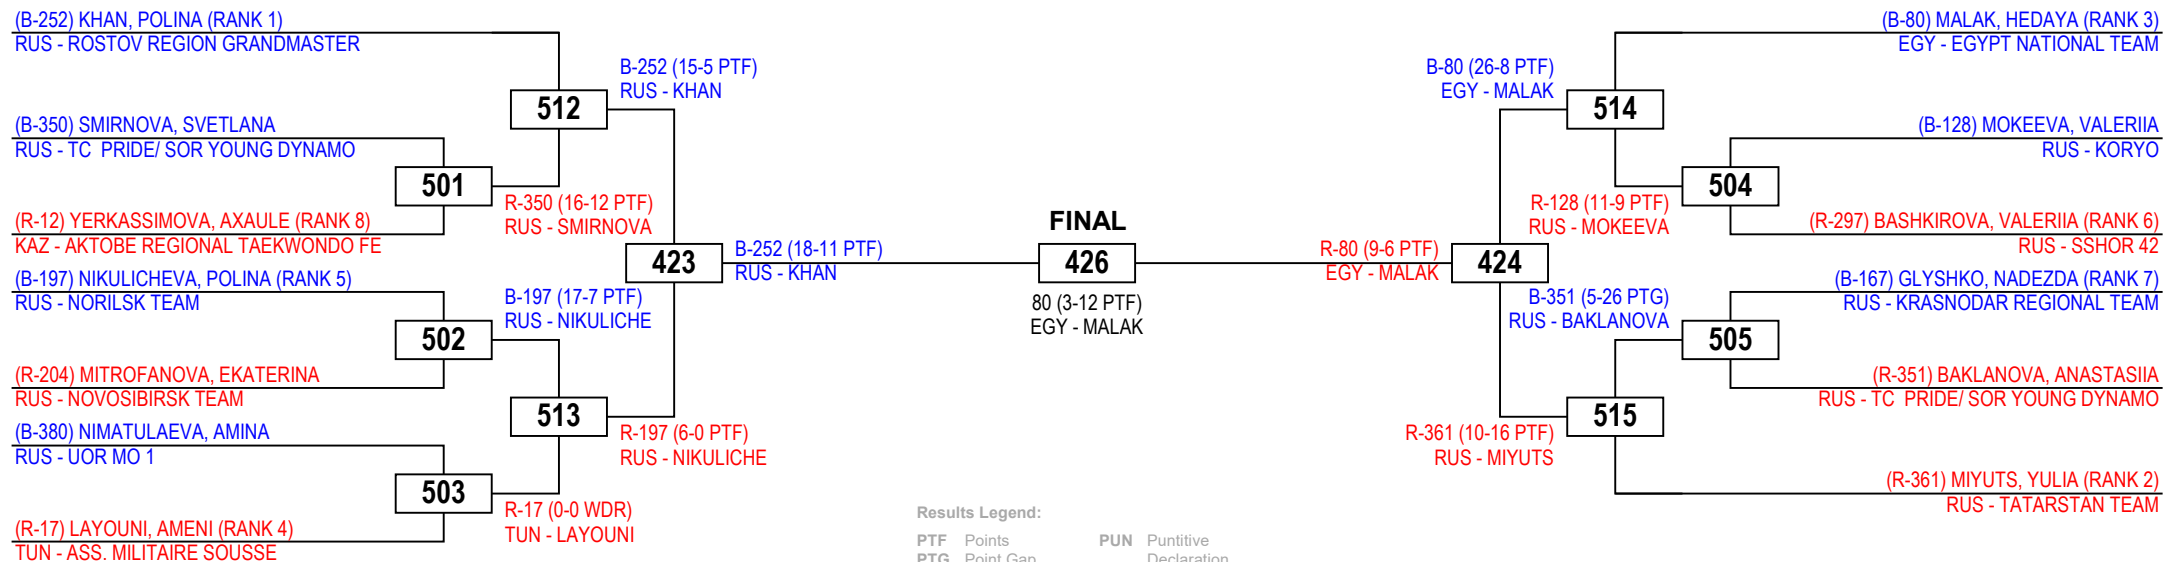 (B-252) KHAN, POLINA (RANK 1)
RUS - ROSTOV REGION GRANDMASTER
(B-350) SMIRNOVA, SVETLANA
RUS - TC PRIDE/ SOR YOUNG DYNAMO
(R-12) YERKASSIMOVA, AXAULE (RANK 8)
KAZ - AKTOBE REGIONAL TAEKWONDO FE
(B-197) NIKULICHEVA, POLINA (RANK 5)
RUS - NORILSK TEAM
(R-204) MITROFANOVA, EKATERINA
RUS - NOVOSIBIRSK TEAM
(B-380) NIMATULAEVA, AMINA
RUS - UOR MO 1
(R-17) LAYOUNI, AMENI (RANK 4)
TUN - ASS. MILITAIRE SOUSSE
501
502
503
R-350 (16-12 PTF)
RUS - SMIRNOVA
B-197 (17-7 PTF)
RUS - NIKULICHE
R-17 (0-0 WDR)
TUN - LAYOUNI
512
513
B-252 (15-5 PTF)
RUS - KHAN
R-197 (6-0 PTF)
RUS - NIKULICHE
423
B-252 (18-11 PTF)
RUS - KHAN
FINAL
426
80 (3-12 PTF)
EGY - MALAK
R-80 (9-6 PTF)
EGY - MALAK
424
B-80 (26-8 PTF)
EGY - MALAK
R-361 (10-16 PTF)
RUS - MIYUTS
514
515
R-128 (11-9 PTF)
RUS - MOKEEVA
B-351 (5-26 PTG)
RUS - BAKLANOVA
504
505
(B-80) MALAK, HEDAYA (RANK 3)
EGY - EGYPT NATIONAL TEAM
(B-128) MOKEEVA, VALERIIA
RUS - KORYO
(R-297) BASHKIROVA, VALERIIA (RANK 6)
RUS - SSHOR 42
(B-167) GLYSHKO, NADEZDA (RANK 7)
RUS - KRASNODAR REGIONAL TEAM
(R-351) BAKLANOVA, ANASTASIIA
RUS - TC PRIDE/ SOR YOUNG DYNAMO
(R-361) MIYUTS, YULIA (RANK 2)
RUS - TATARSTAN TEAM
Results Legend:
PTF Points
PTG Point Gap
PUN Puntitive
Declaration